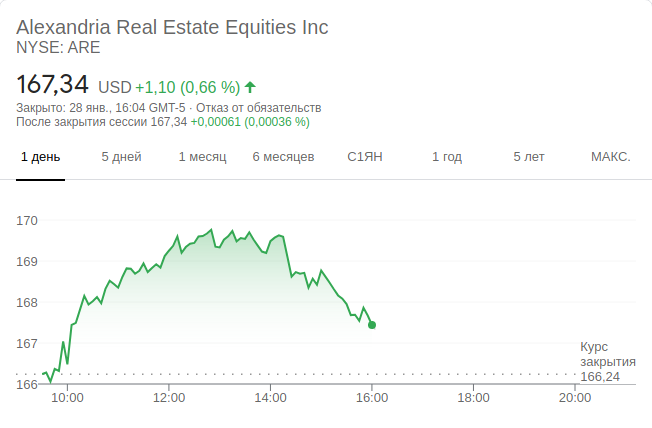 Alexandria Real Estate Equities Inc
NYSE: ARE
167,34 USD +1,10 (0,66 %)
Закрыто: 28 янв., 16:04 GMT-5 · Отказ от обязательств
После закрытия сессии 167,34 +0,00061 (0,00036 %)
1 день 5 дней 1 месяц 6 месяцев С1ЯН 1 год 5 лет МАКС.
170
169
168
167
Курс
закрытия
166,24
166
10:00 12:00 14:00 16:00 18:00 20:00